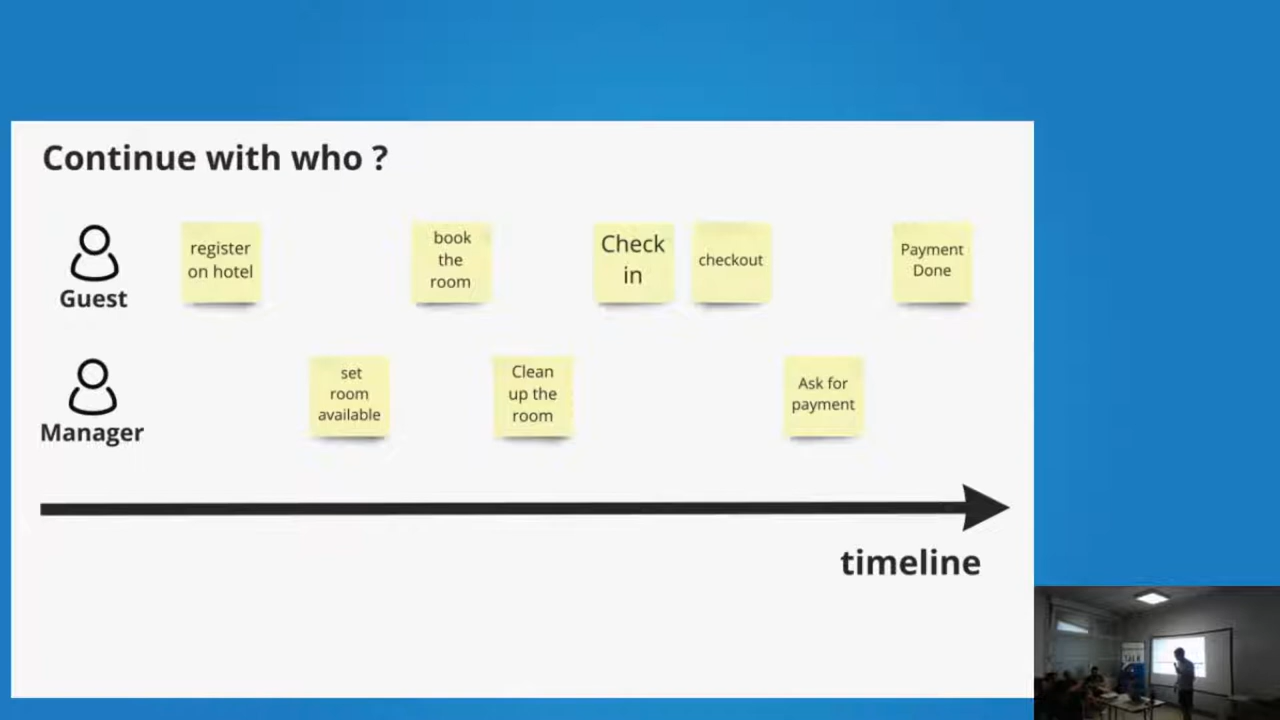 Continue with who ?
register
on hotel
book
the
room
Check
in
checkout
Payment
Done
Guest
set
room
available
Clean
up the
room
Ask for
payment
Manager
timeline
TALK